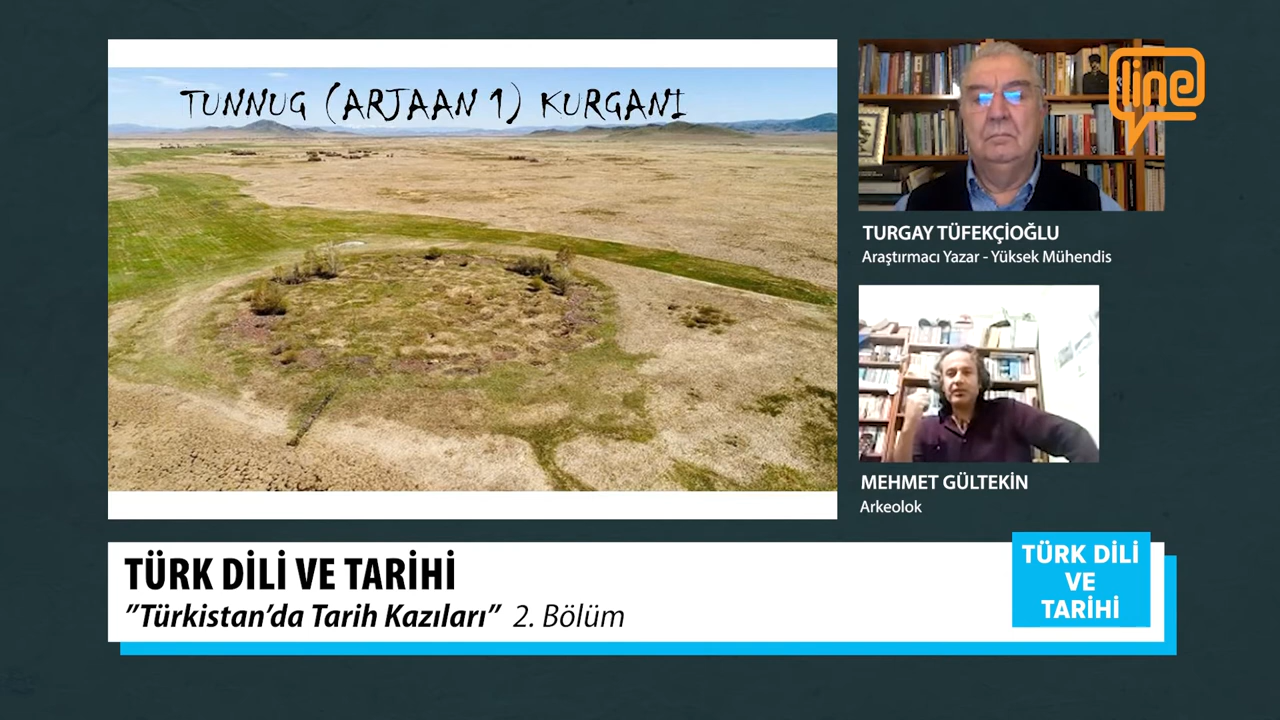 TUNNUG (ARJAAN 1) KURGANI
line
TURGAY TÜFEKÇİOĞLU
Araştırmacı Yazar - Yüksek Mühendis
MEHMET GÜLTEKİN
Arkeolok
TÜRK DİLİ VE TARİHİ
"Türkistan'da Tarih Kazıları" 2. Bölüm
TÜRK DİLİ
VE
TARİHİ